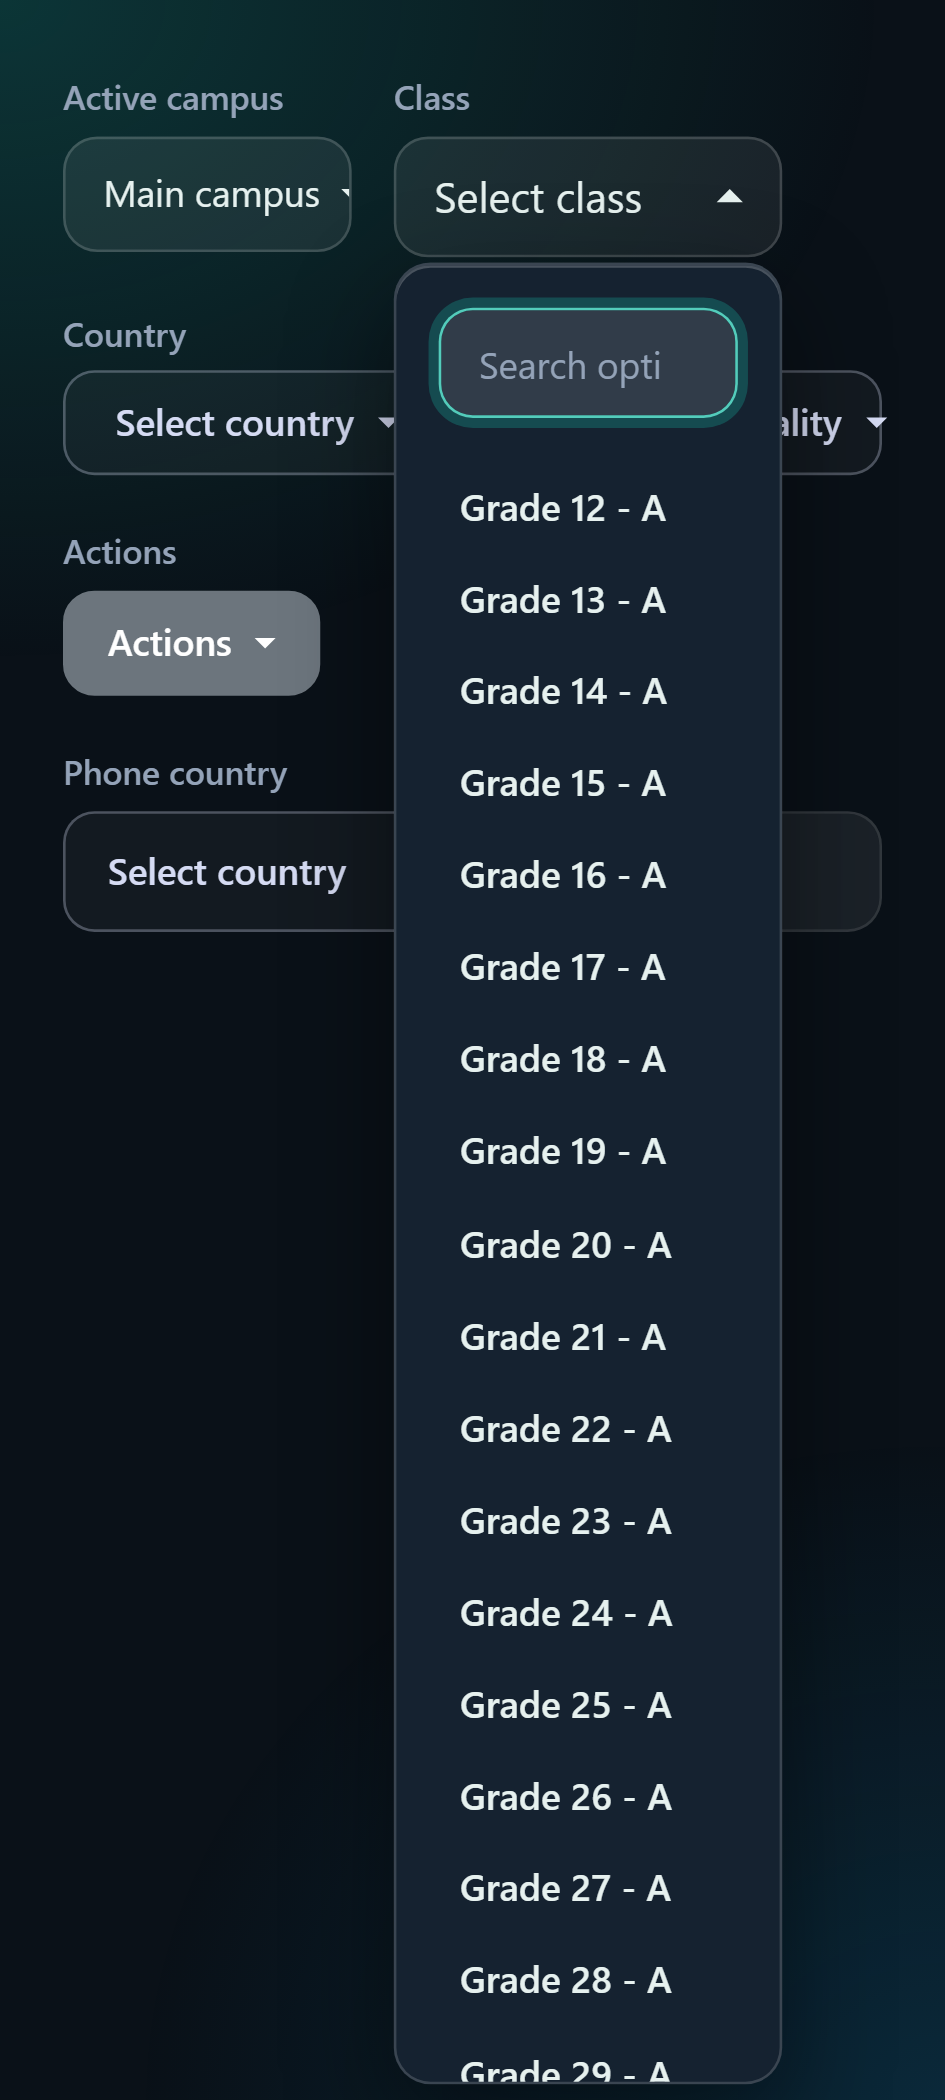 Active campus
Class
Main campus
Select class
Search opti
Country
Select country
ality
Actions
Actions
Phone country
Select country
Grade 12 - A
Grade 13 - A
Grade 14 - A
Grade 15 - A
Grade 16 - A
Grade 17 - A
Grade 18 - A
Grade 19 - A
Grade 20 - A
Grade 21 - A
Grade 22 - A
Grade 23 - A
Grade 24 - A
Grade 25 - A
Grade 26 - A
Grade 27 - A
Grade 28 - A
Grade 29 - A